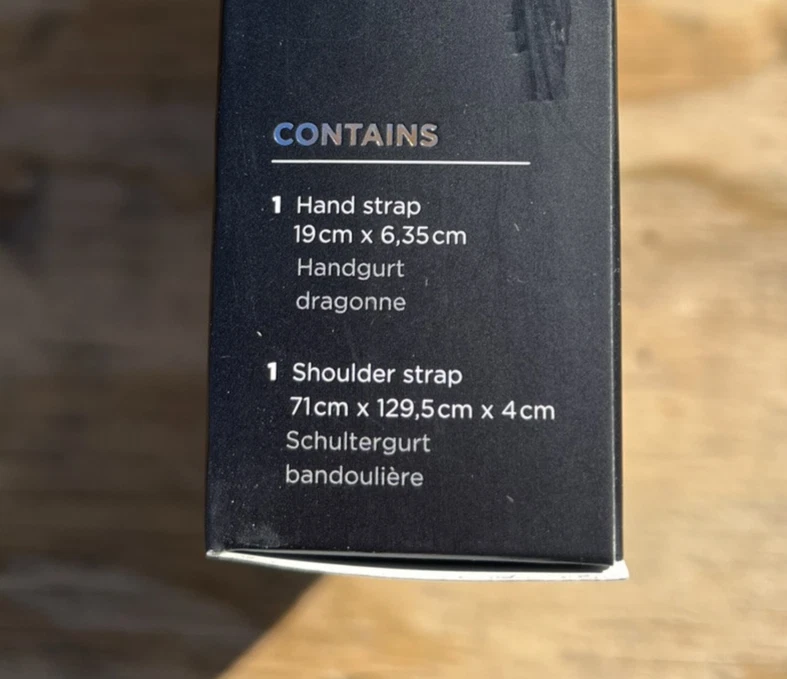 CONTAINS
1 Hand strap
19cm x 6,35cm
Handgurt
dragonne
1 Shoulder strap
71cm x 129,5cm x 4cm
Schultergurt
bandoulière